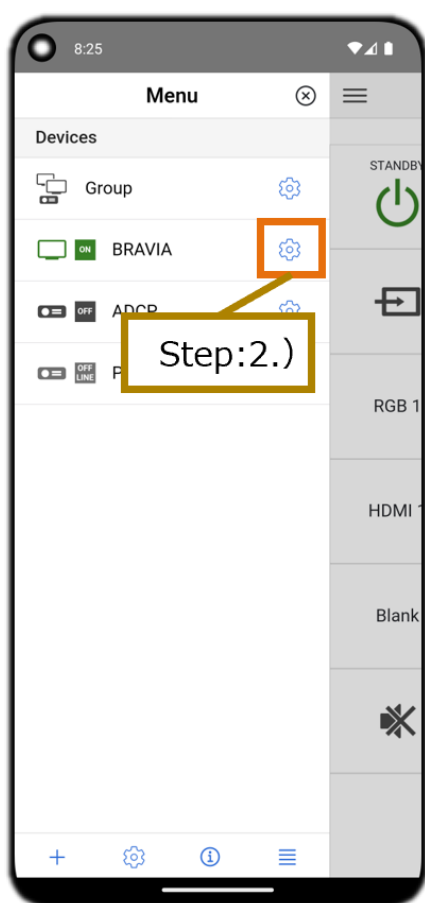 8:25
Menu
Devices
STANDBY
Group
ON
BRAVIA
OFF
ADCP
Step:2.)
OFF
LINE
P
RGB 1
HDMI 1
Blank